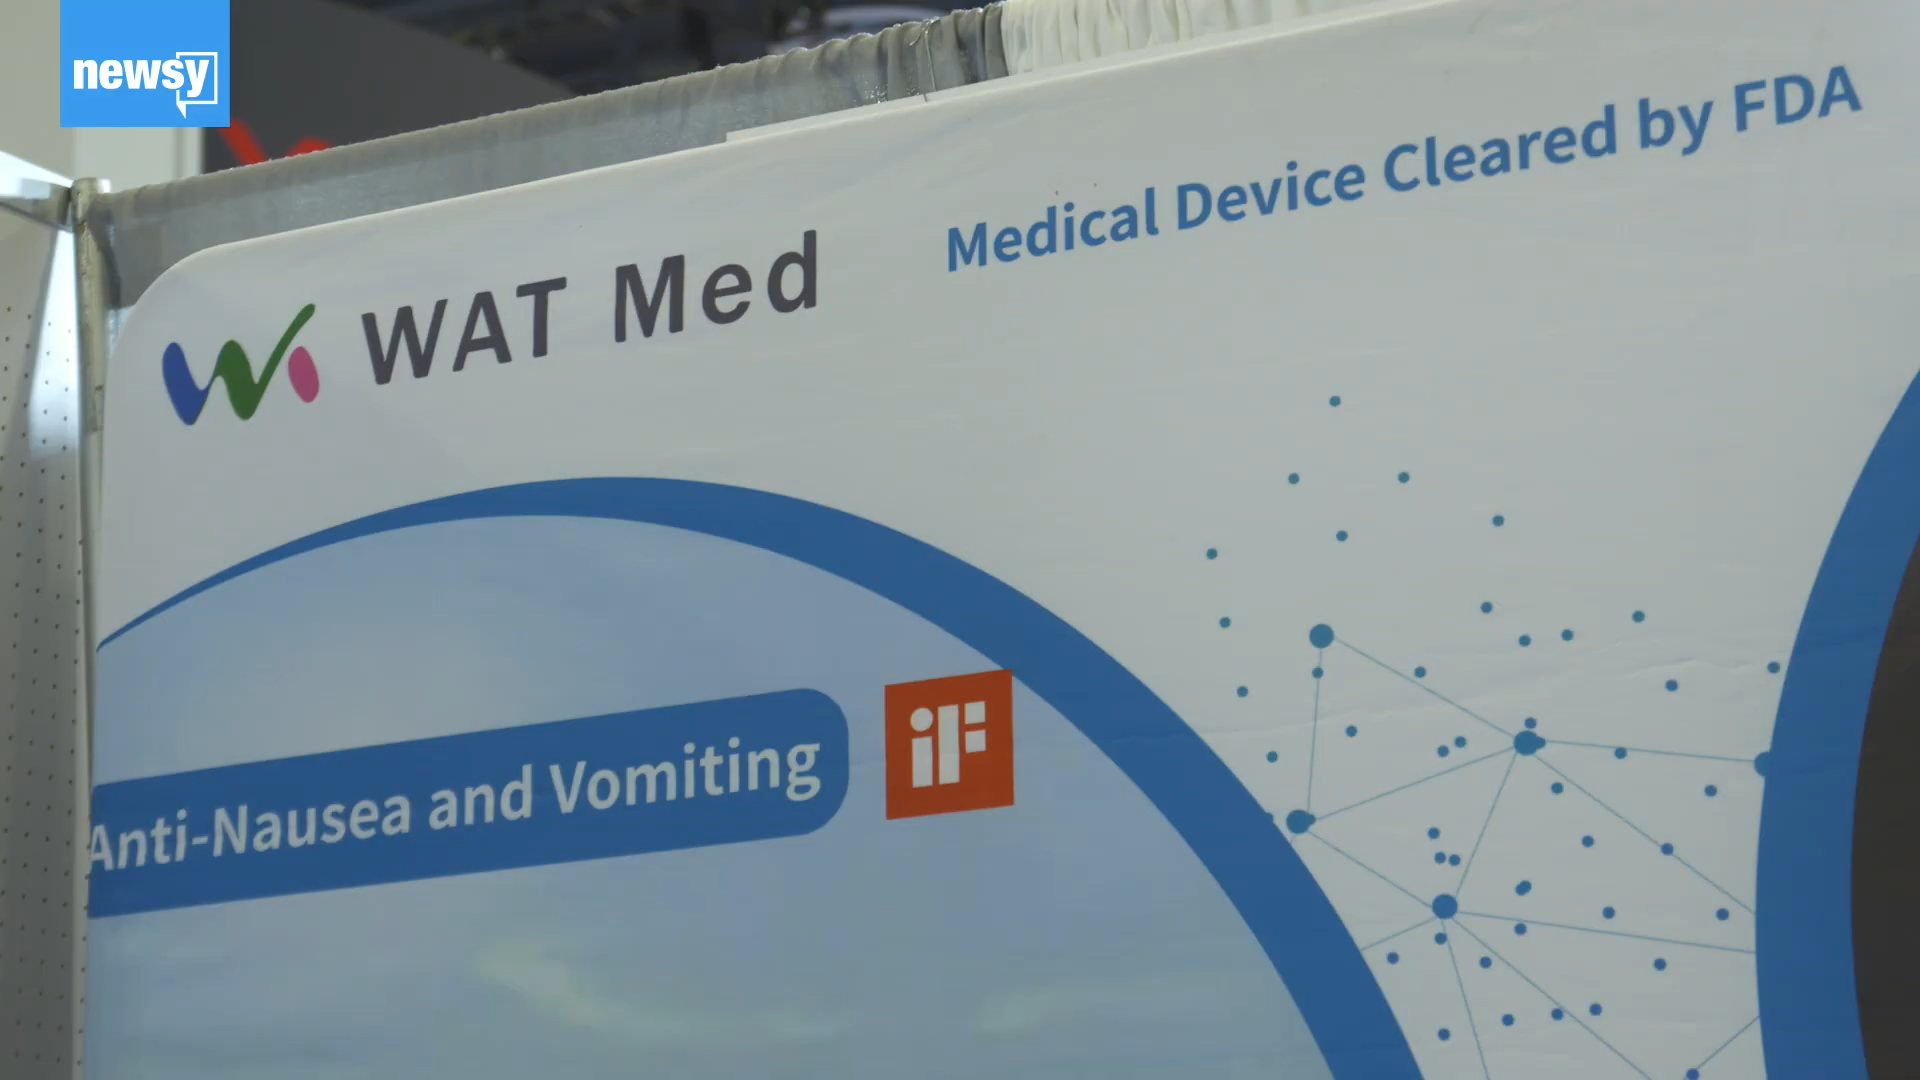 newsy
WAT Med
Medical Device Cleared by FDA
Anti-Nausea and Vomiting
iF